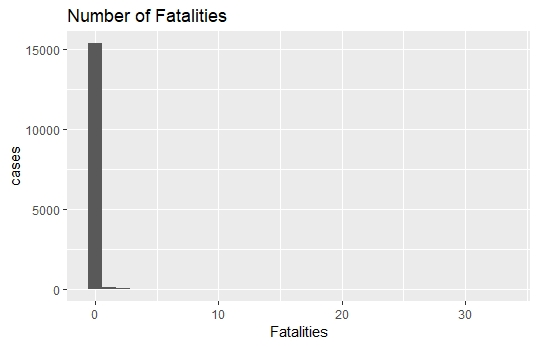 Number of Fatalities
15000
10000
5000
0
cases
0 10 20 30
Fatalities